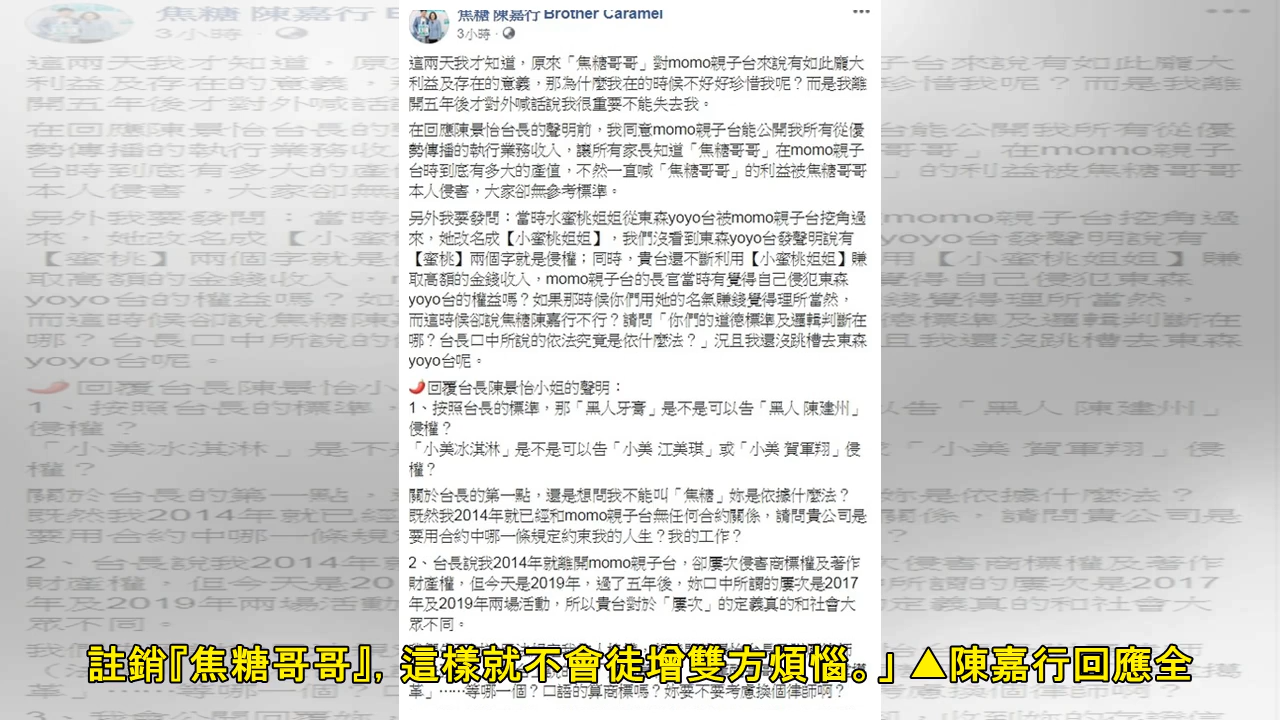 焦糖 陳嘉行 Brother Caramel
3小時 ·
這兩天我才知道，原來「焦糖哥哥」對momo親子台來說有如此龐大
利益及存在的意義，那為什麼我在的時候不好好珍惜我呢？而是我離
開五年後才對外喊話說我很重要不能失去我。
在回應陳景怡台長的聲明前，我同意momo親子台能公開我所有從優
勢傳播的執行業務收入，讓所有家長知道「焦糖哥哥」在momo親子
台時到底有多大的產值，不然一直喊「焦糖哥哥」的利益被焦糖哥哥
本人侵害，大家卻無參考標準。
另外我要發問：當時水蜜桃姐姐從東森yoyo台被momo親子台挖角過
來，她改名成【小蜜桃姐姐】，我們沒看到東森yoyo台發聲明說有
【蜜桃】兩個字就是侵權；同時，貴台還不斷利用【小蜜桃姐姐】賺
取高額的金錢收入，momo親子台的長官當時有覺得自己侵犯東森
yoyo台的權益嗎？如果那時候你們用她的名氣賺錢覺得理所當然，
而這時候卻說焦糖陳嘉行不行？請問「你們的道德標準及邏輯判斷在
哪？台長口中所說的依法究竟是依什麼法？」況且我還沒跳槽去東森
yoyo台呢。
🌶️回覆台長陳景怡小姐的聲明：
1、按照台長的標準，那「黑人牙膏」是不是可以告「黑人 陳建州」
侵權？
「小美冰淇淋」是不是可以告「小美 江美琪」或「小美 賀軍翔」侵
權？
關於台長的第一點，還是想問我不能叫「焦糖」妳是依據什麼法？
既然我2014年就已經和momo親子台無任何合約關係，請問貴公司是
要用合約中哪一條規定約束我的人生？我的工作？
2、台長說我2014年就離開momo親子台，卻屢次侵害商標權及著作
財產權，但今天是2019年，過了五年後，妳口中所謂的屢次是2017
年及2019年兩場活動，所以貴台對於「屢次」的定義真的和社會大
眾不同。
註銷『焦糖哥哥』，這樣就不會徒增雙方煩惱。」▲陳嘉行回應全
革」……等哪一個？口語的算商標嗎？妳要不要考慮換個律師啊？